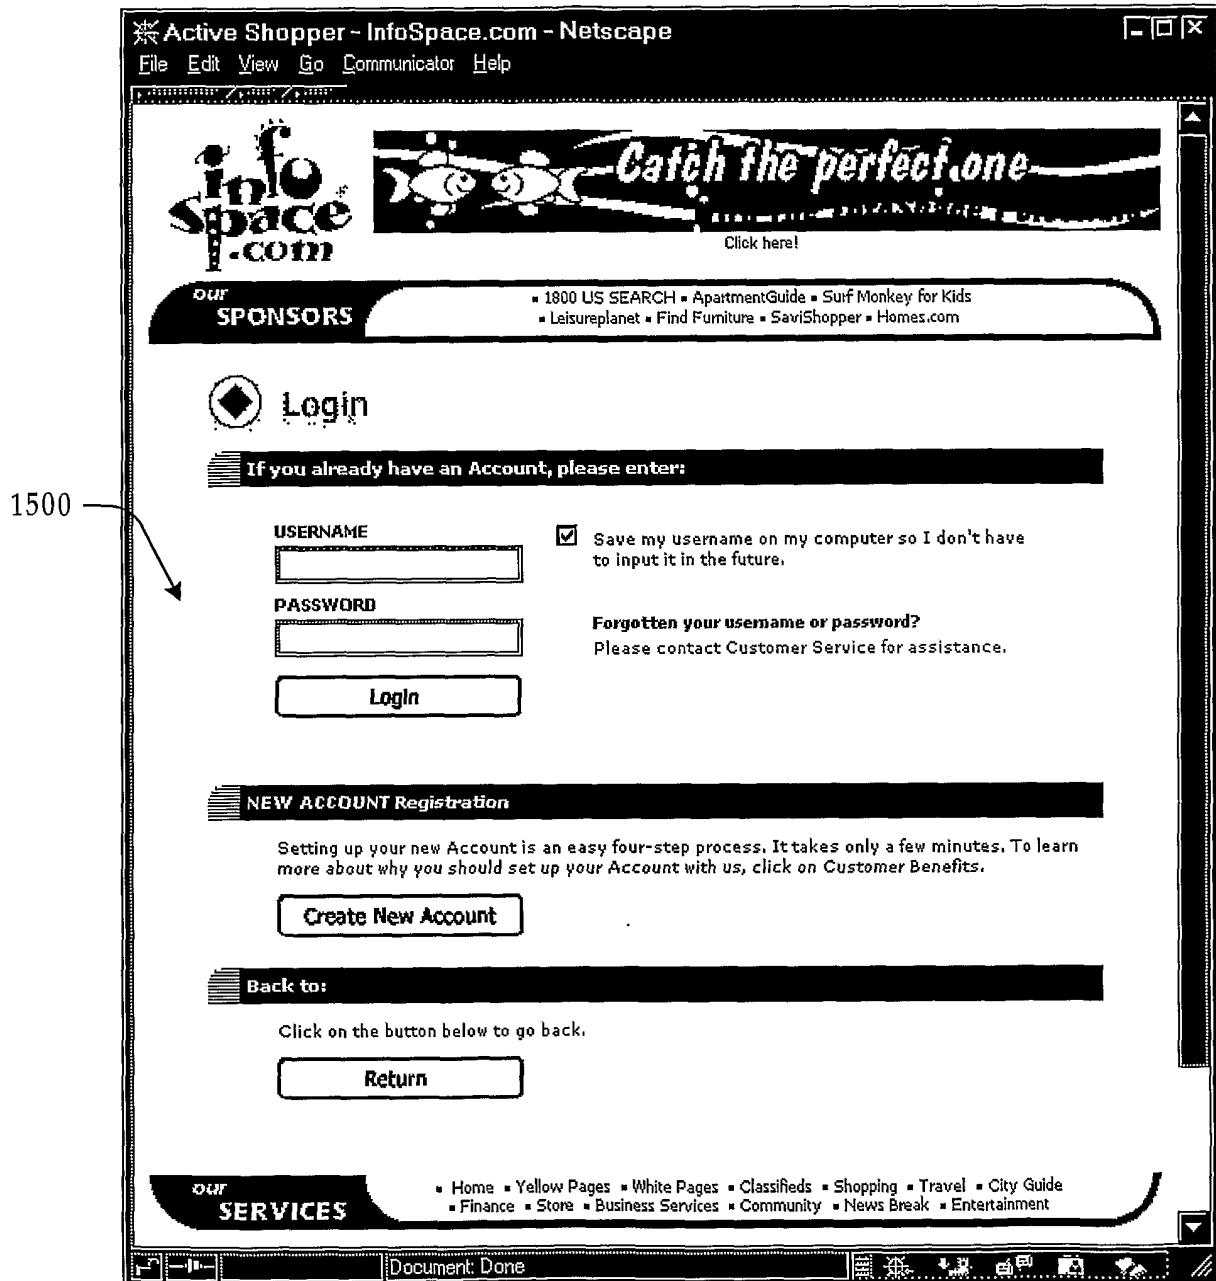 Active Shopper - InfoSpace.com - Netscape
File Edit View Go Communicator Help
info
space
.com
Catch the perfect one
Click here!
our
SPONSORS
▪ 1800 US SEARCH ▪ ApartmentGuide ▪ Surf Monkey for Kids
▪ Leisureplanet ▪ Find Furniture ▪ SaviShopper ▪ Homes.com
Login
If you already have an Account, please enter:
1500
USERNAME
Save my username on my computer so I don't have
to input it in the future.
PASSWORD
Forgotten your username or password?
Please contact Customer Service for assistance.
Login
NEW ACCOUNT Registration
Setting up your new Account is an easy four-step process. It takes only a few minutes. To learn
more about why you should set up your Account with us, click on Customer Benefits.
Create New Account
Back to:
Click on the button below to go back.
Return
our
SERVICES
▪ Home ▪ Yellow Pages ▪ White Pages ▪ Classifieds ▪ Shopping ▪ Travel ▪ City Guide
▪ Finance ▪ Store ▪ Business Services ▪ Community ▪ News Break ▪ Entertainment
Document: Done